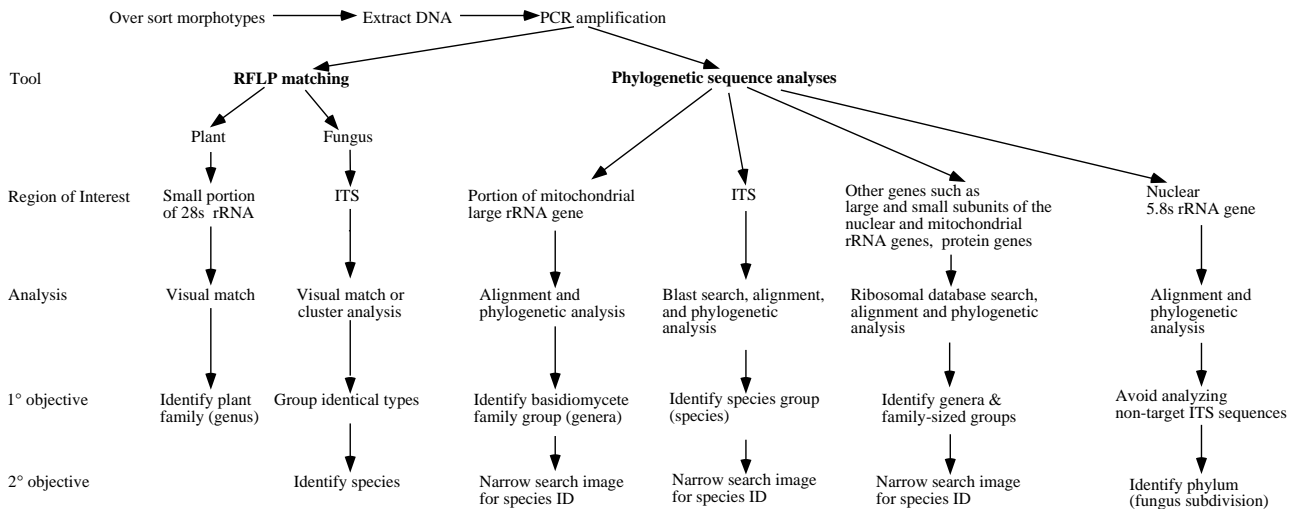 Over sort morphotypes
Extract DNA
PCR amplification
Tool
RFLP matching
Phylogenetic sequence analyses
Plant
Fungus
Region of Interest
Small portion
of 28s rRNA
ITS
Portion of mitochondrial
large rRNA gene
ITS
Other genes such as
large and small subunits of the
nuclear and mitochondrial
rRNA genes, protein genes
Nuclear
5.8s rRNA gene
Analysis
Visual match
Visual match or
cluster analysis
Alignment and
phylogenetic analysis
Blast search, alignment,
and phylogenetic
analysis
Ribosomal database search,
alignment and phylogenetic
analysis
Alignment and
phylogenetic
analysis
1° objective
Identify plant
family (genus)
Group identical types
Identify basidiomycete
family group (genera)
Identify species group
(species)
Identify genera &
family-sized groups
Avoid analyzing
non-target ITS sequences
2° objective
Identify species
Narrow search image
for species ID
Narrow search image
for species ID
Narrow search image
for species ID
Identify phylum
(fungus subdivision)